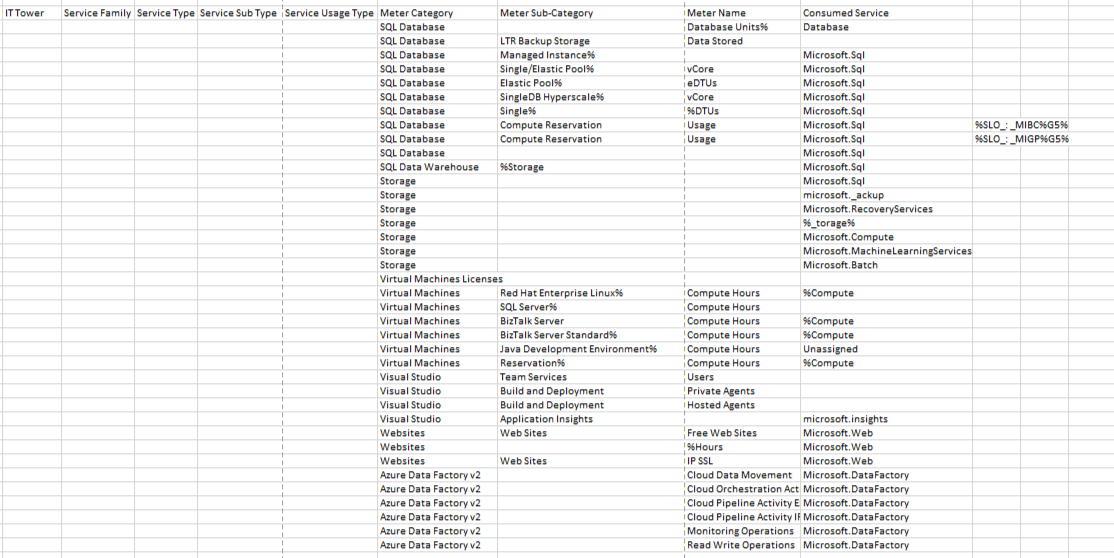 IT Tower Service Family Service Type Service Sub Type Service Usage Type Meter Category Meter Sub-Category Meter Name Consumed Service
SQL Database Database Units% Database
SQL Database LTR Backup Storage Data Stored
SQL Database Managed Instance% Microsoft.Sql
SQL Database Single/Elastic Pool% vCore Microsoft.Sql
SQL Database Elastic Pool% eDTUs Microsoft.Sql
SQL Database SingleDB Hyperscale% vCore Microsoft.Sql
SQL Database Single% %DTUs Microsoft.Sql
SQL Database Compute Reservation Usage Microsoft.Sql %SLO_:_MIBC%G5%
SQL Database Compute Reservation Usage Microsoft.Sql %SLO_:_MIGP%G5%
SQL Database Microsoft.Sql
SQL Data Warehouse %Storage Microsoft.Sql
Storage Microsoft.Sql
Storage microsoft._ackup
Storage Microsoft.RecoveryServices
Storage %_torage%
Storage Microsoft.Compute
Storage Microsoft.MachineLearningServices
Storage Microsoft.Batch
Virtual Machines Licenses
Virtual Machines Red Hat Enterprise Linux% Compute Hours %Compute
Virtual Machines SQL Server% Compute Hours
Virtual Machines BizTalk Server Compute Hours %Compute
Virtual Machines BizTalk Server Standard% Compute Hours %Compute
Virtual Machines Java Development Environment% Compute Hours Unassigned
Virtual Machines Reservation% Compute Hours %Compute
Visual Studio Team Services Users
Visual Studio Build and Deployment Private Agents
Visual Studio Build and Deployment Hosted Agents
Visual Studio Application Insights microsoft.insights
Websites Web Sites Free Web Sites Microsoft.Web
Websites %Hours Microsoft.Web
Websites Web Sites IP SSL Microsoft.Web
Azure Data Factory v2 Cloud Data Movement Microsoft.DataFactory
Azure Data Factory v2 Cloud Orchestration Act Microsoft.DataFactory
Azure Data Factory v2 Cloud Pipeline Activity E Microsoft.DataFactory
Azure Data Factory v2 Cloud Pipeline Activity IF Microsoft.DataFactory
Azure Data Factory v2 Monitoring Operations Microsoft.DataFactory
Azure Data Factory v2 Read Write Operations Microsoft.DataFactory